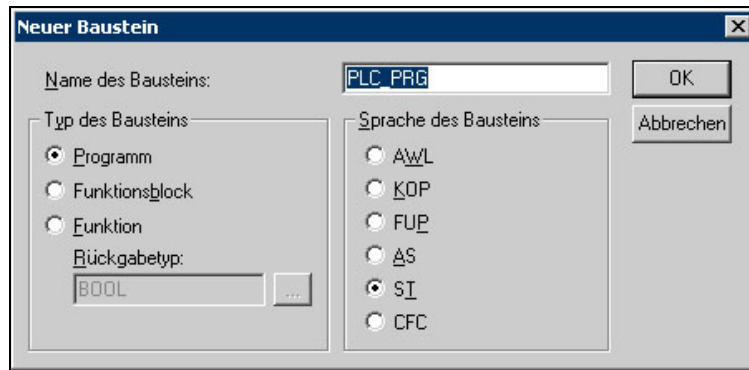 Neuer Baustein
Name des Bausteins: PLC_PRG OK
Abbrechen
Typ des Bausteins
Programm
Funktionsblock
Funktion
Rückgabetyp:
BOOL ...
Sprache des Bausteins
AWL
KOP
FUP
AS
ST
CFC